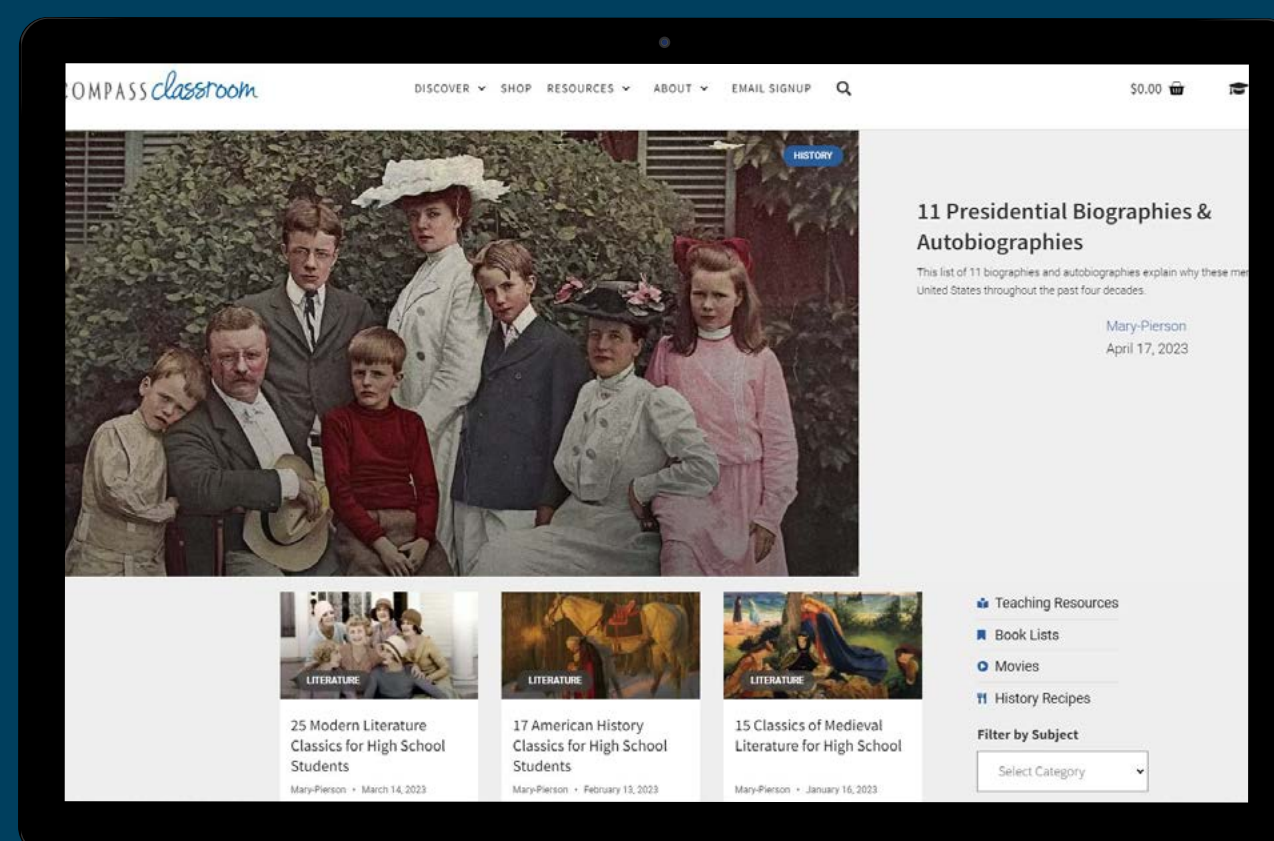 COMPASS classroom
DISCOVER SHOP RESOURCES ABOUT EMAIL SIGNUP
$0.00
HISTORY
11 Presidential Biographies &
Autobiographies
This list of 11 biographies and autobiographies explain why these
United States throughout the past four decades.
Mary-Pierson
April 17, 2023
LITERATURE
25 Modern Literature
Classics for High School
Students
Mary-Pierson • March 14, 2023
LITERATURE
17 American History
Classics for High School
Students
Mary-Pierson • February 13, 2023
LITERATURE
15 Classics of Medieval
Literature for High School
Mary-Pierson • January 16, 2023
Teaching Resources
Book Lists
Movies
History Recipes
Filter by Subject
Select Category